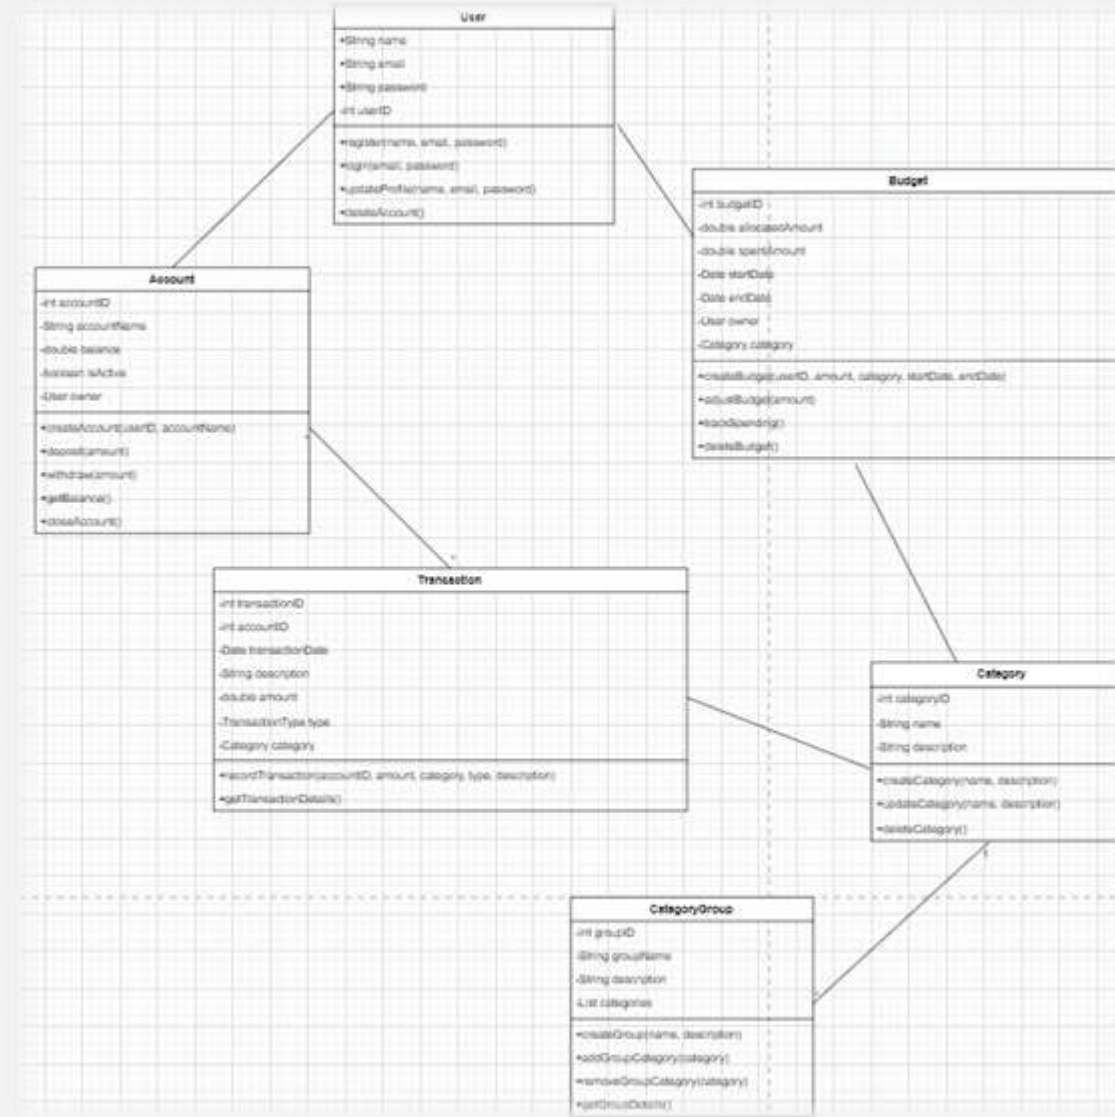 User
+String name
+String email
+String password
-int userID
+register(name, email, password)
+login(email, password)
+updateProfile(name, email, password)
+deleteAccount()
Budget
-int budgetID
-double allocatedAmount
-double spentAmount
-Date startDate
-Date endDate
-User owner
-Category category
+createBudget(userID, amount, category, startDate, endDate)
+adjustBudget(amount)
+trackSpending()
+deleteBudget()
Account
-int accountID
-String accountName
-double balance
-boolean isActive
-User owner
+createAccount(userID, accountName)
+deposit(amount)
+withdraw(amount)
+getBalance()
+closeAccount()
Transaction
-int transactionID
-int accountID
-Date transactionDate
-String description
-double amount
-TransactionType type
-Category category
+recordTransaction(accountID, amount, category, type, description)
+getTransactionDetails()
Category
-int categoryID
-String name
-String description
+createCategory(name, description)
+updateCategory(name, description)
+deleteCategory()
CategoryGroup
-int groupID
-String groupName
-String description
-List categories
+createGroup(name, description)
+addGroupCategory(category)
+removeGroupCategory(category)
+getGroupDetails()